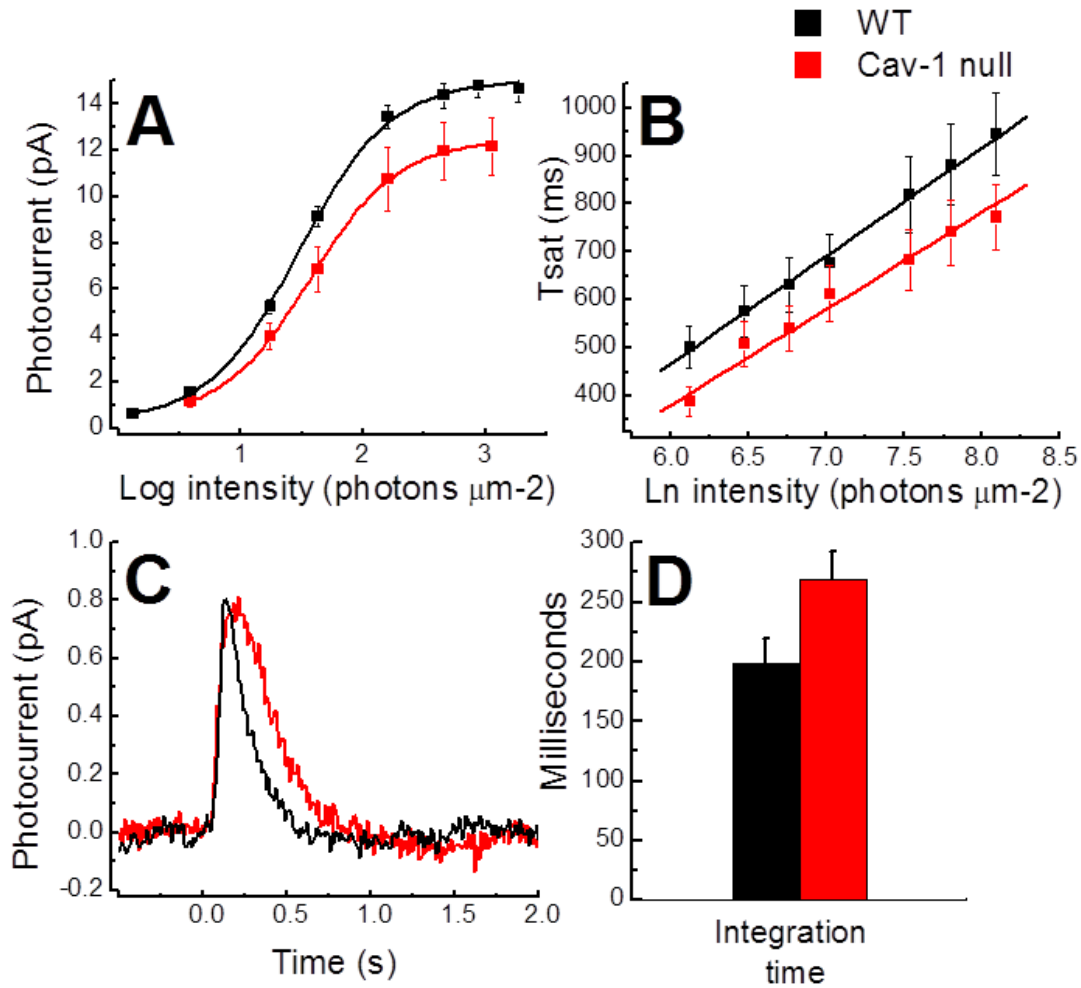 WT
Cav-1 null
A
Photocurrent (pA)
14
12
10
8
6
4
2
0
1
2
3
Log intensity (photons μm-2)
B
Tsat (ms)
1000
900
800
700
600
500
400
6.0
6.5
7.0
7.5
8.0
8.5
Ln intensity (photons μm-2)
C
Photocurrent (pA)
1.0
0.8
0.6
0.4
0.2
0.0
-0.2
0.0
0.5
1.0
1.5
2.0
Time (s)
D
Milliseconds
300
250
200
150
100
50
0
Integration
time